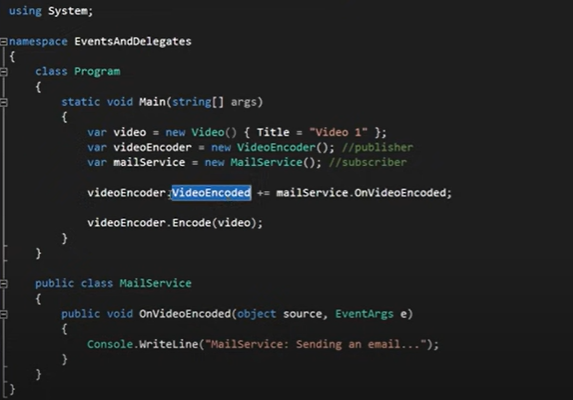 using System;
namespace EventsAndDelegates
{
class Program
{
static void Main(string[] args)
{
var video = new Video() { Title = "Video 1" };
var videoEncoder = new VideoEncoder(); //publisher
var mailService = new MailService(); //subscriber
videoEncoder.VideoEncoded += mailService.OnVideoEncoded;
videoEncoder.Encode(video);
}
}
public class MailService
{
public void OnVideoEncoded(object source, EventArgs e)
{
Console.WriteLine("MailService: Sending an email...");
}
}
}